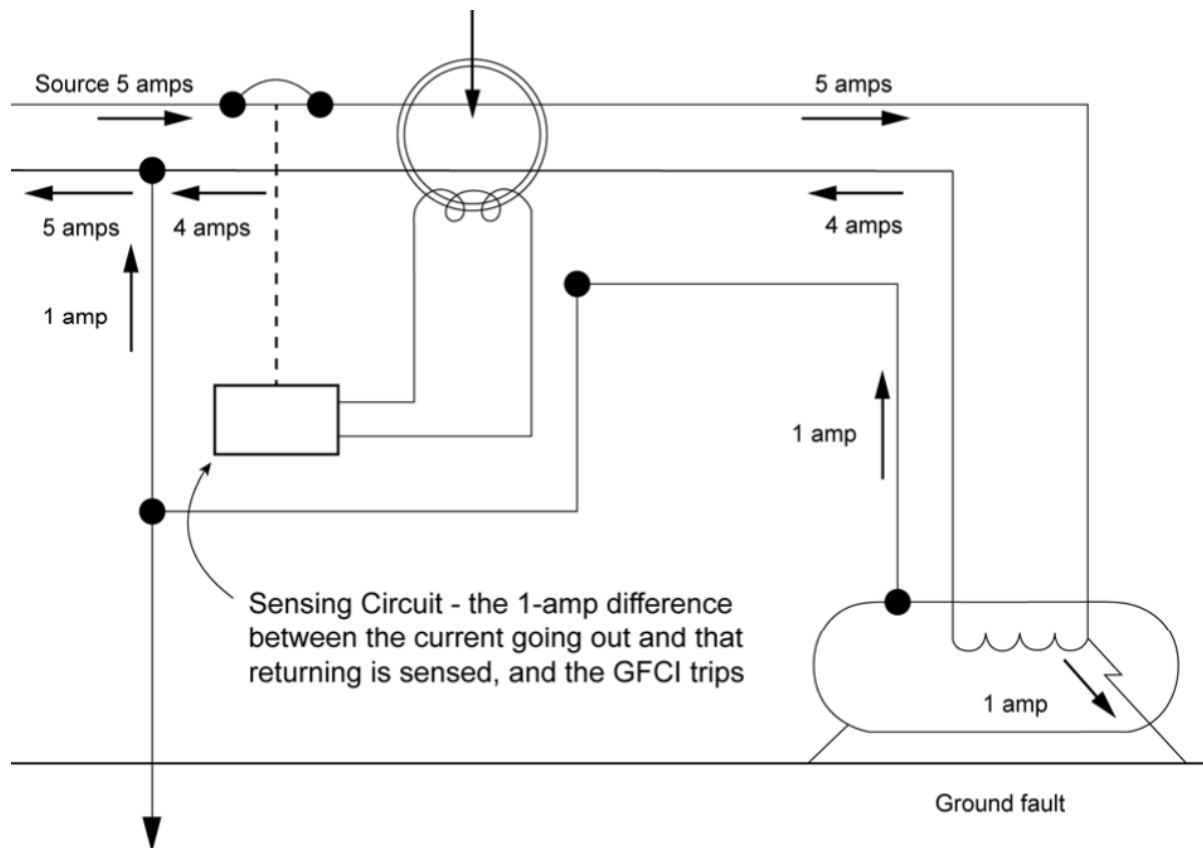 Source 5 amps
5 amps
5 amps
4 amps
4 amps
1 amp
1 amp
Sensing Circuit - the 1-amp difference
between the current going out and that
returning is sensed, and the GFCI trips
1 amp
Ground fault